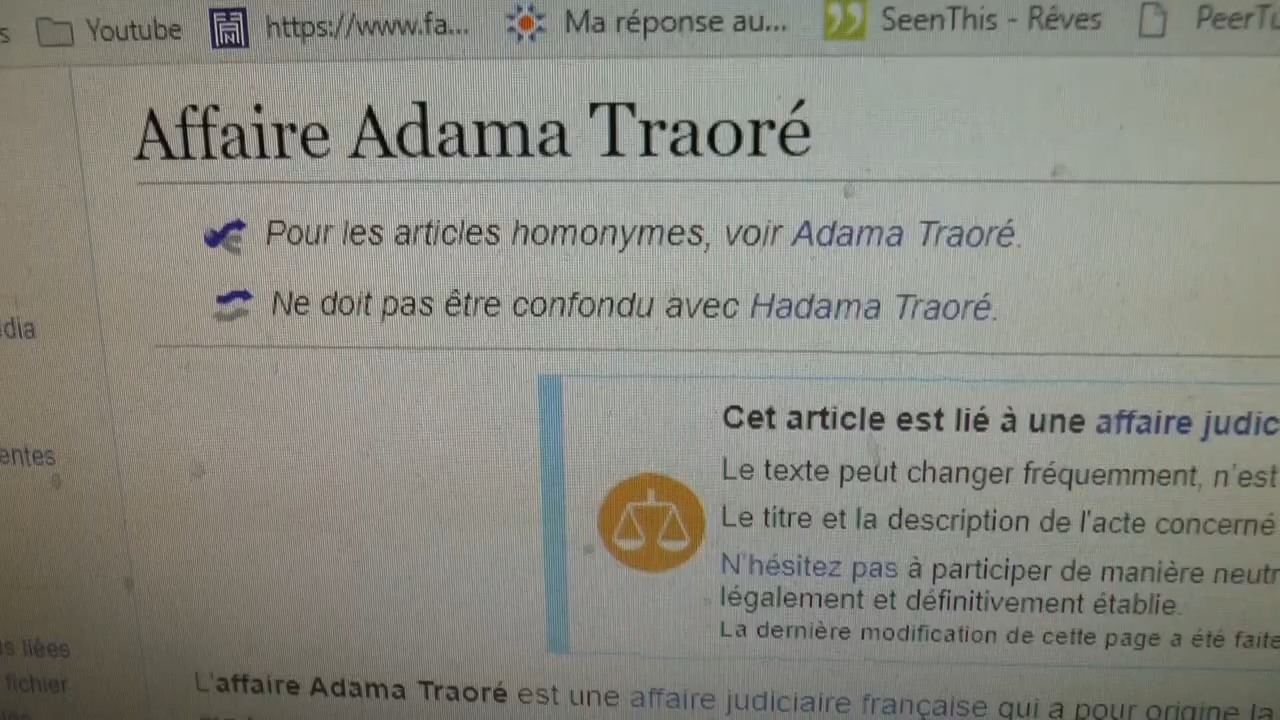 s Youtube https://www.fa... Ma réponse au... SeenThis - Rêves PeerTu
Affaire Adama Traoré
Pour les articles homonymes, voir Adama Traoré.
Ne doit pas être confondu avec Hadama Traoré.
dia
Cet article est lié à une affaire judic
Le texte peut changer fréquemment, n'est
entes
Le titre et la description de l'acte concerné
N'hésitez pas à participer de manière neutr
légalement et définitivement établie.
La dernière modification de cette page a été faite
s liées
fichier
L'affaire Adama Traoré est une affaire judiciaire française qui a pour origine la